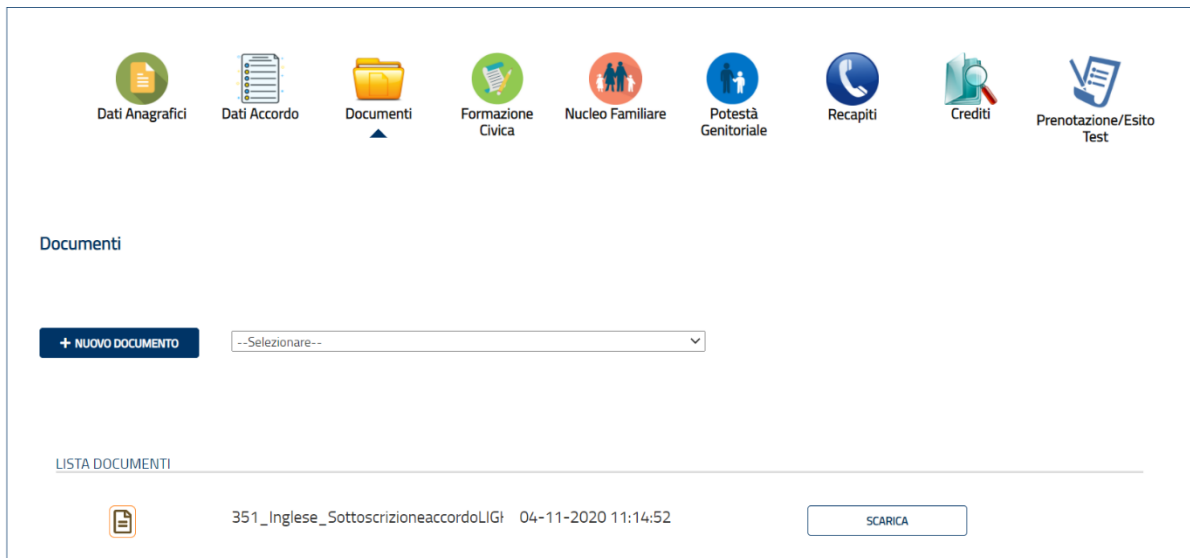 Dati Anagrafici Dati Accordo Documenti Formazione Civica Nucleo Familiare Potestà Genitoriale Recapiti Crediti Prenotazione/Esito Test
Documenti
+ NUOVO DOCUMENTO --Selezionare--
LISTA DOCUMENTI
351_Inglese_SottoscrizioneaccordoLIGH 04-11-2020 11:14:52 SCARICA